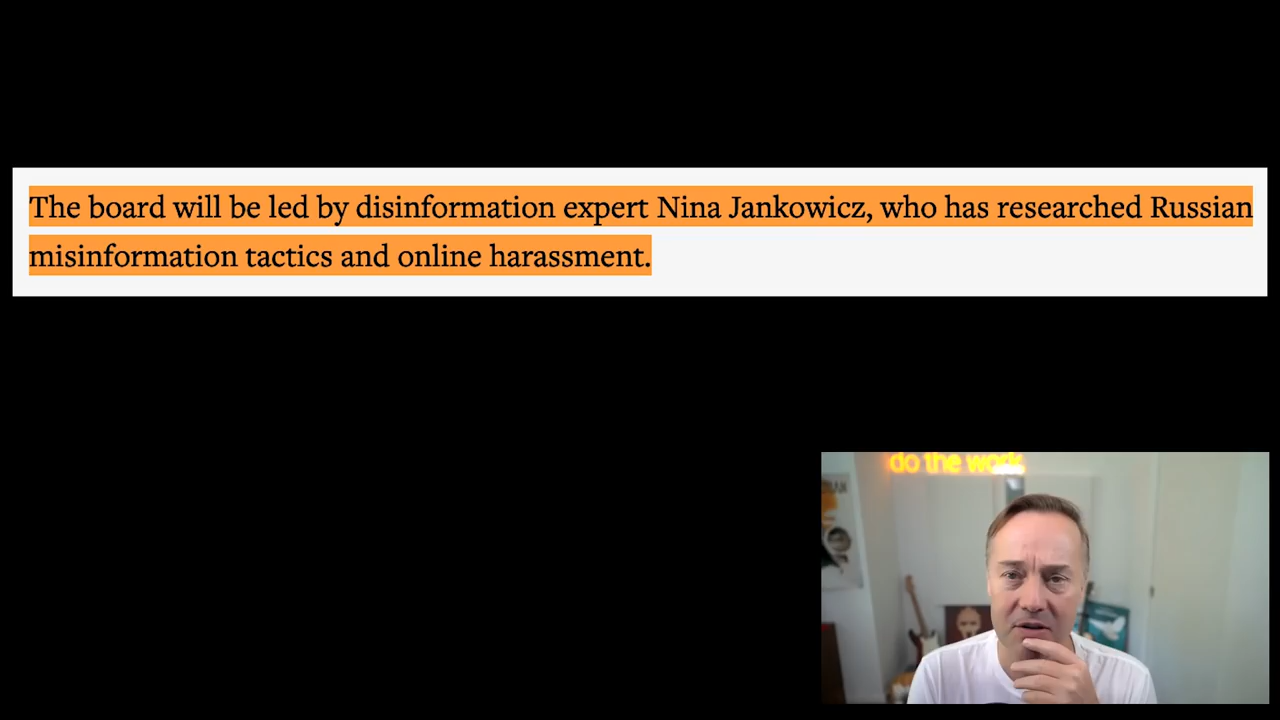 The board will be led by disinformation expert Nina Jankowicz, who has researched Russian
misinformation tactics and online harassment.
do the work